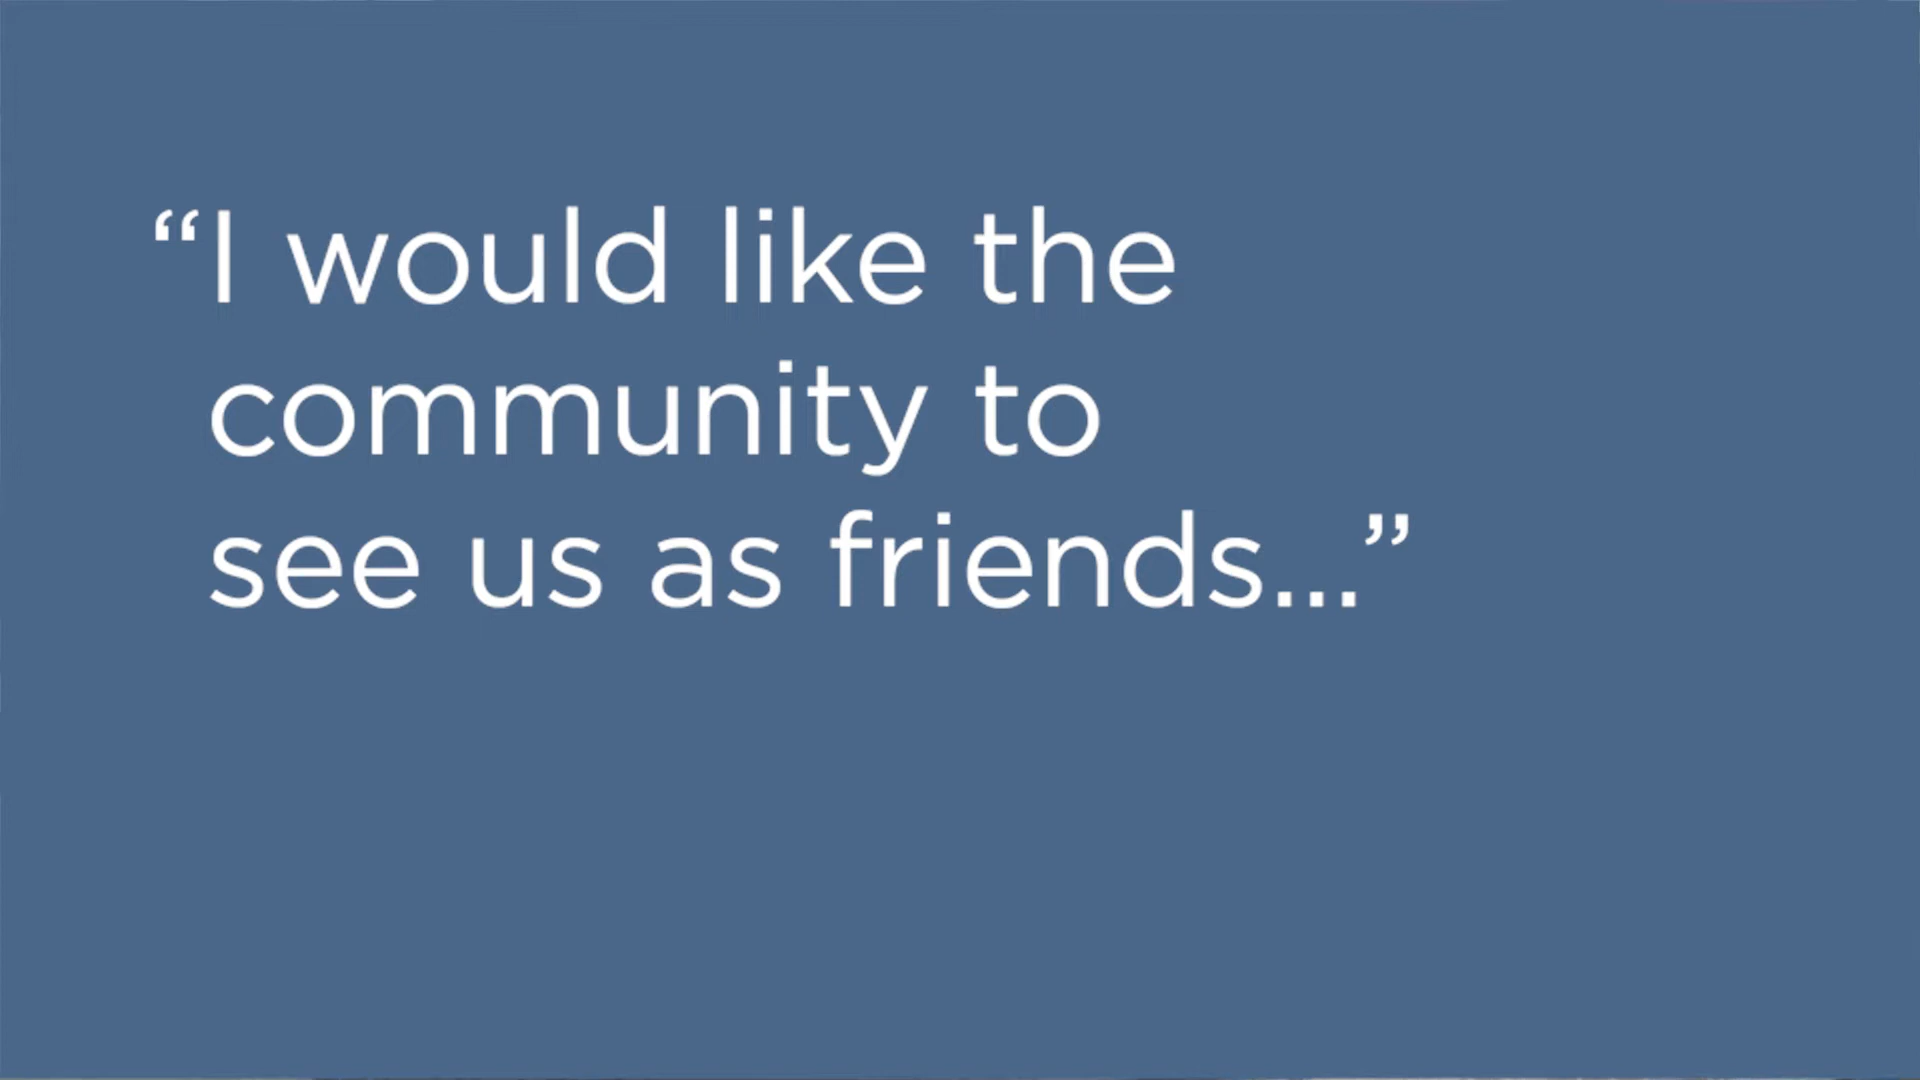 “I would like the
community to
see us as friends...”